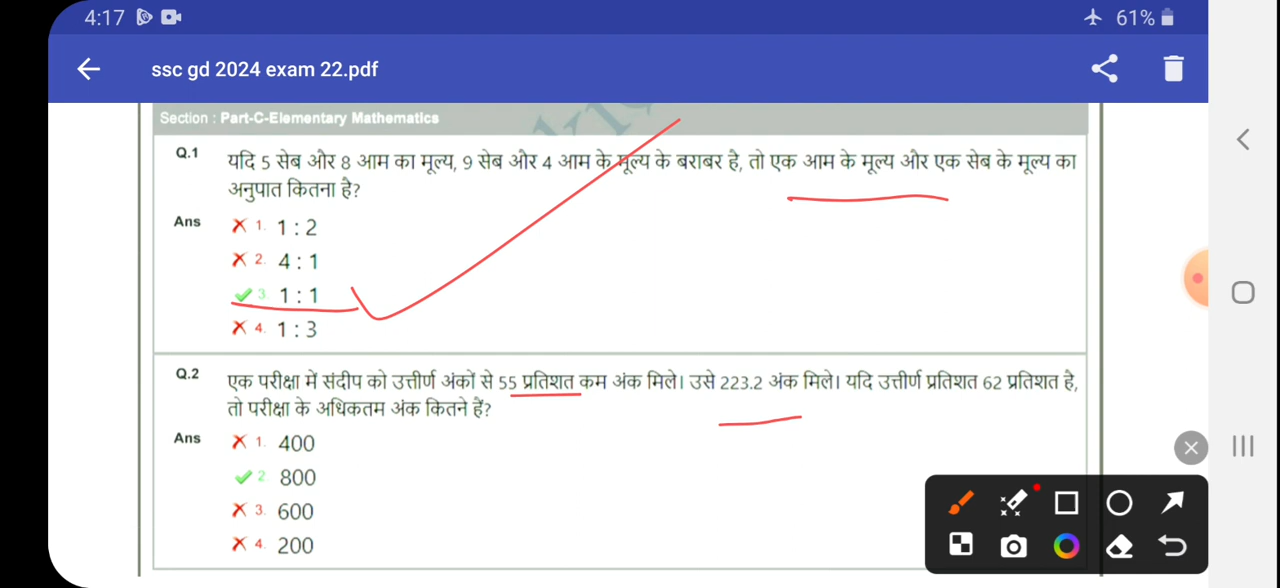 4:17
61%
ssc gd 2024 exam 22.pdf
Section : Part-C-Elementary Mathematics
Q.1 यदि 5 सेब और 8 आम का मूल्य, 9 सेब और 4 आम के मूल्य के बराबर है, तो एक आम के मूल्य और एक सेब के मूल्य का
अनुपात कितना है?
Ans 1. 1 : 2
2. 4 : 1
3. 1 : 1
4. 1 : 3
Q.2 एक परीक्षा में संदीप को उत्तीर्ण अंकों से 55 प्रतिशत कम अंक मिले। उसे 223.2 अंक मिले। यदि उत्तीर्ण प्रतिशत 62 प्रतिशत है,
तो परीक्षा के अधिकतम अंक कितने हैं?
Ans 1. 400
2. 800
3. 600
4. 200